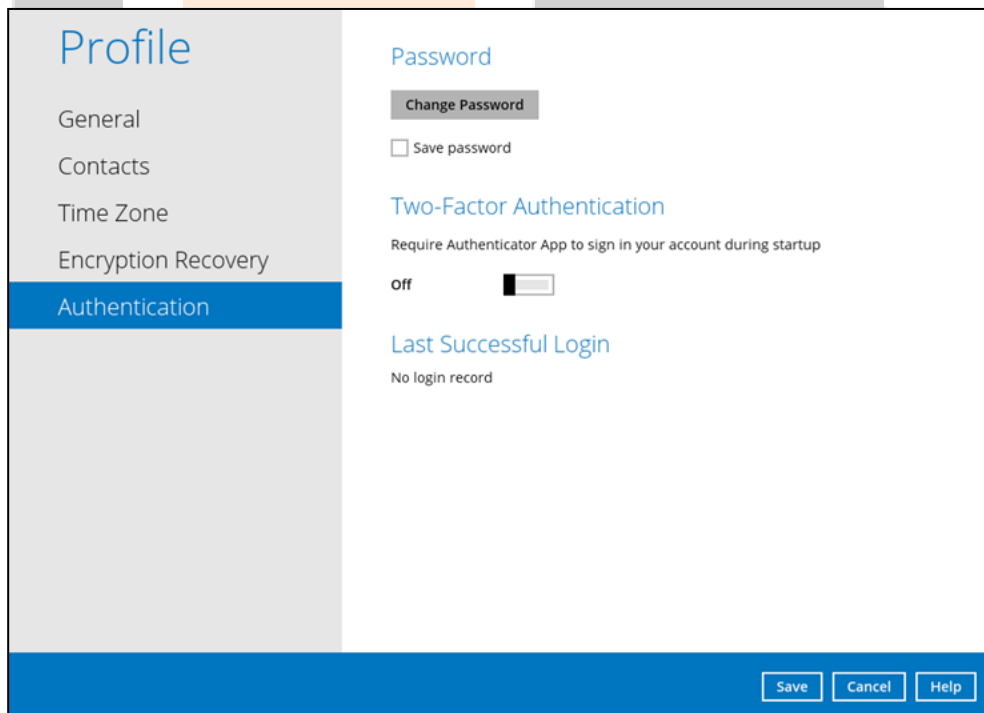 Profile
General
Contacts
Time Zone
Encryption Recovery
Authentication
Password
Change Password
Save password
Two-Factor Authentication
Require Authenticator App to sign in your account during startup
Off
Last Successful Login
No login record
Save
Cancel
Help